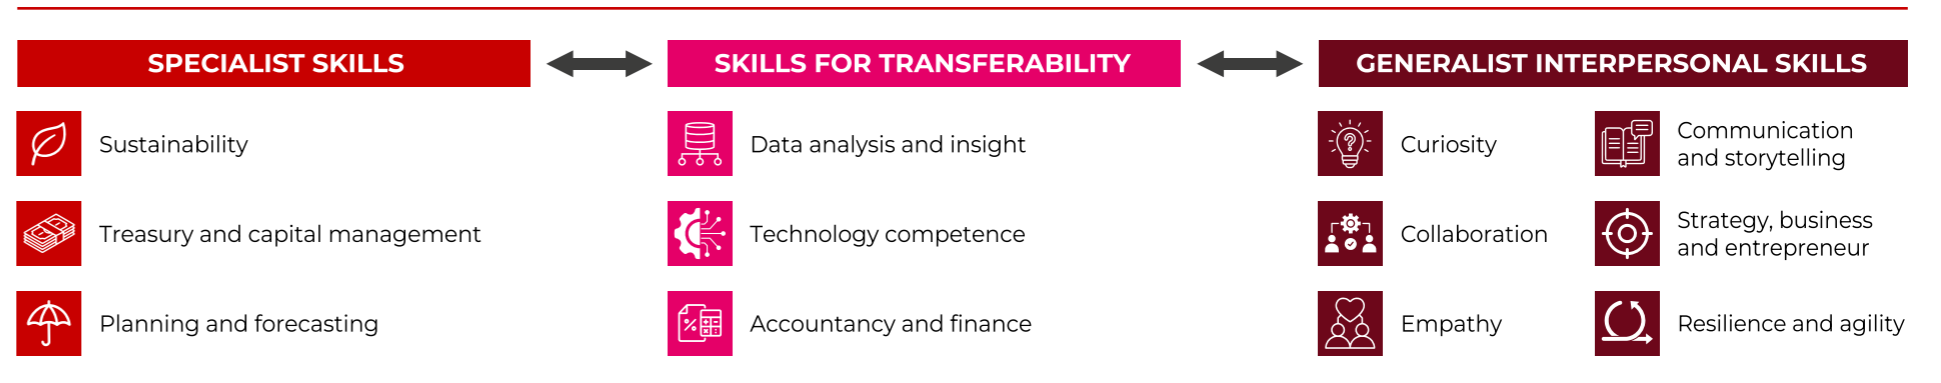 SPECIALIST SKILLS
Sustainability
Treasury and capital management
Planning and forecasting
SKILLS FOR TRANSFERABILITY
Data analysis and insight
Technology competence
Accountancy and finance
GENERALIST INTERPERSONAL SKILLS
Curiosity
Collaboration
Empathy
Communication
and storytelling
Strategy, business
and entrepreneur
Resilience and agility